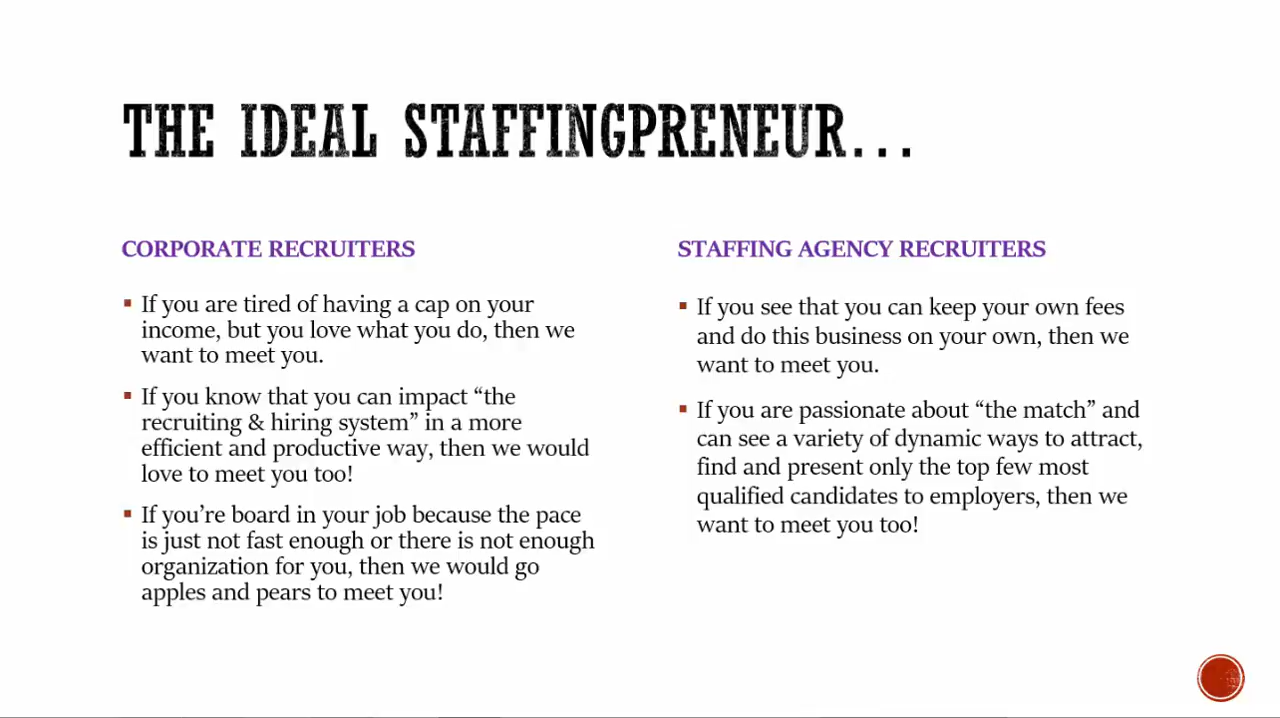 THE IDEAL STAFFINGPRENEUR...
CORPORATE RECRUITERS
If you are tired of having a cap on your
income, but you love what you do, then we
want to meet you.
If you know that you can impact “the
recruiting & hiring system” in a more
efficient and productive way, then we would
love to meet you too!
If you’re board in your job because the pace
is just not fast enough or there is not enough
organization for you, then we would go
apples and pears to meet you!
STAFFING AGENCY RECRUITERS
If you see that you can keep your own fees
and do this business on your own, then we
want to meet you.
If you are passionate about “the match” and
can see a variety of dynamic ways to attract,
find and present only the top few most
qualified candidates to employers, then we
want to meet you too!